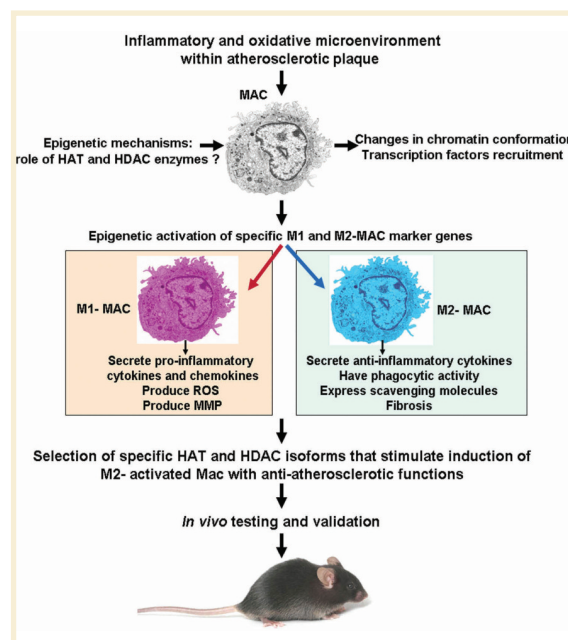 Inflammatory and oxidative microenvironment
within atherosclerotic plaque
MAC
Epigenetic mechanisms:
role of HAT and HDAC enzymes ?
Changes in chromatin conformation
Transcription factors recruitment
Epigenetic activation of specific M1 and M2-MAC marker genes
M1- MAC
Secrete pro-inflammatory
cytokines and chemokines
Produce ROS
Produce MMP
M2- MAC
Secrete anti-inflammatory cytokines
Have phagocytic activity
Express scavenging molecules
Fibrosis
Selection of specific HAT and HDAC isoforms that stimulate induction of
M2- activated Mac with anti-atherosclerotic functions
In vivo testing and validation